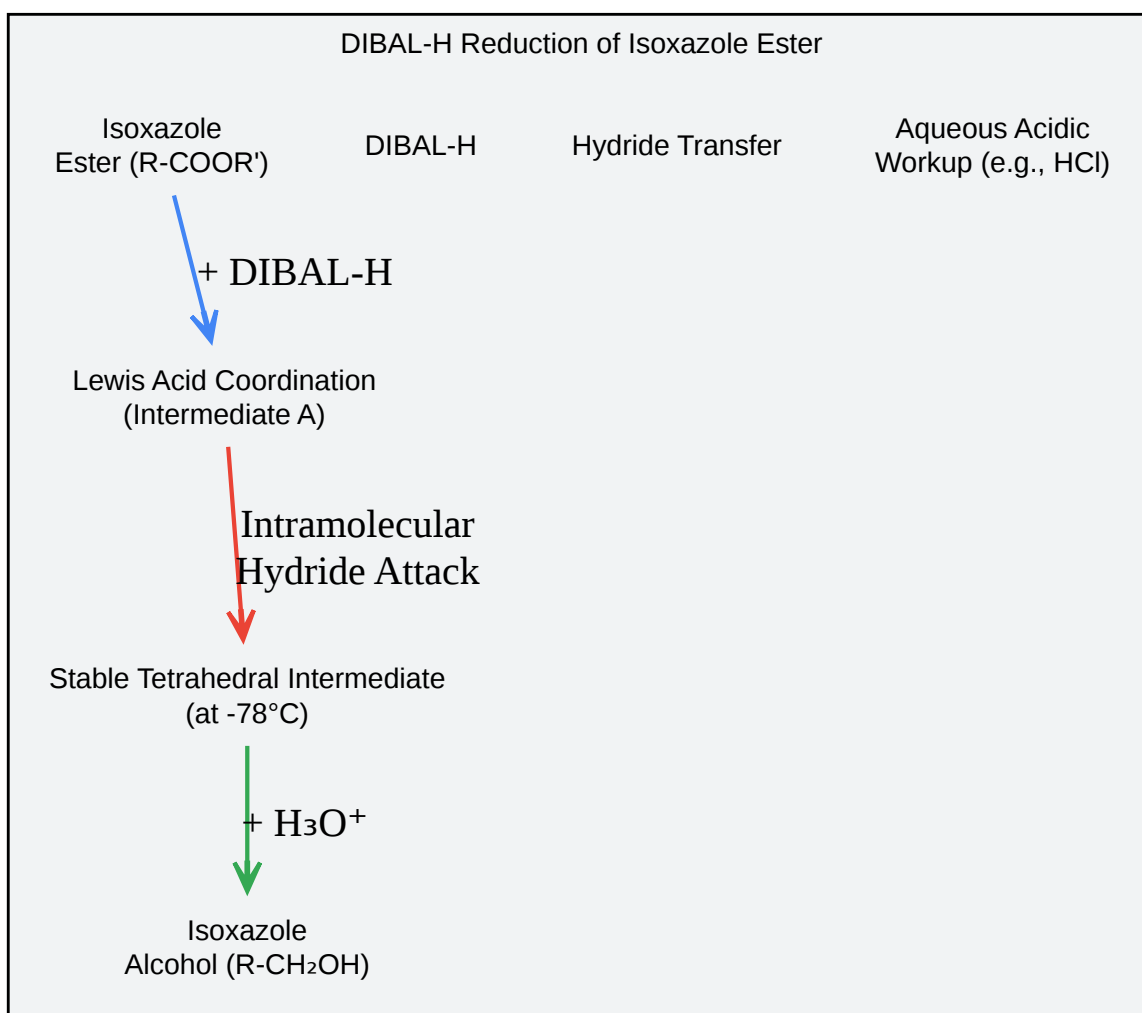 DIBAL-H Reduction of Isoxazole Ester
Isoxazole
Ester (R-COOR')
DIBAL-H
Hydride Transfer
Aqueous Acidic
Workup (e.g., HCl)
+ DIBAL-H
Lewis Acid Coordination
(Intermediate A)
Intramolecular
Hydride Attack
Stable Tetrahedral Intermediate
(at -78°C)
+ H₃O⁺
Isoxazole
Alcohol (R-CH₂OH)